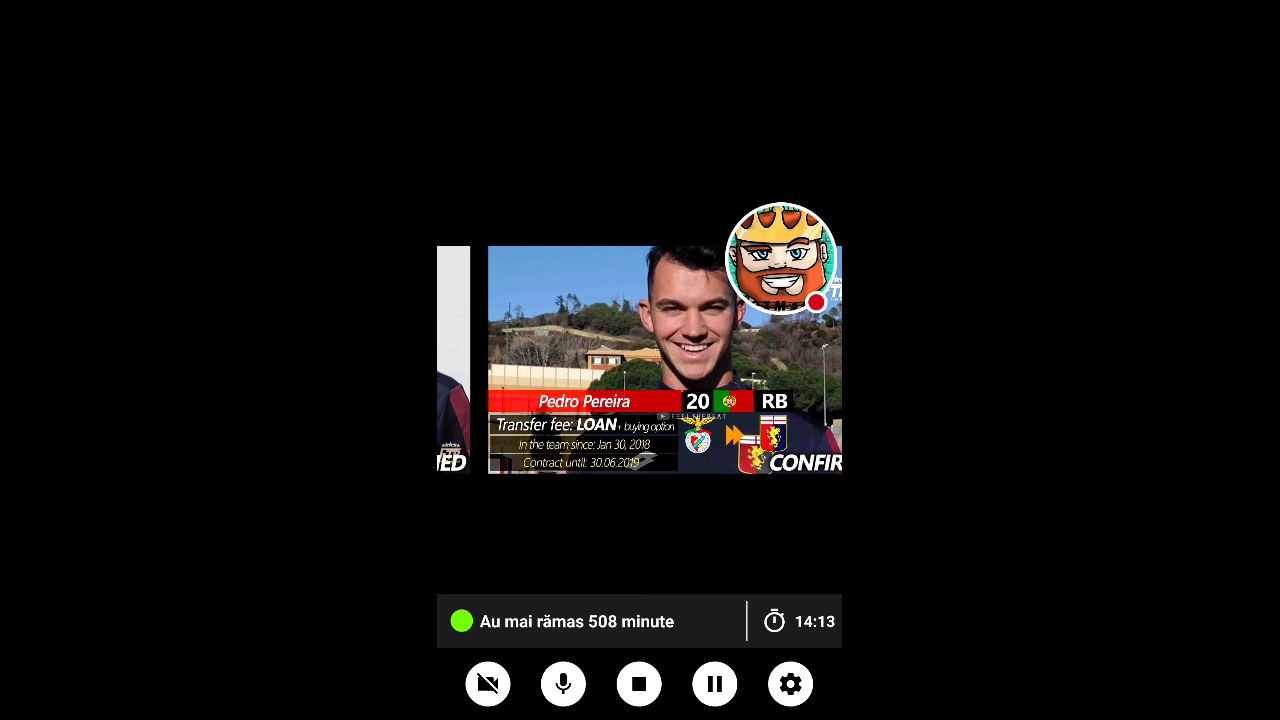 Pedro Pereira 20 RB
FEELTHEBEAT
Transfer fee: LOAN + buying option
In the team since: Jan 30, 2018
Contract until: 30.06.2019
CONFIR
Au mai rămas 508 minute
14:13